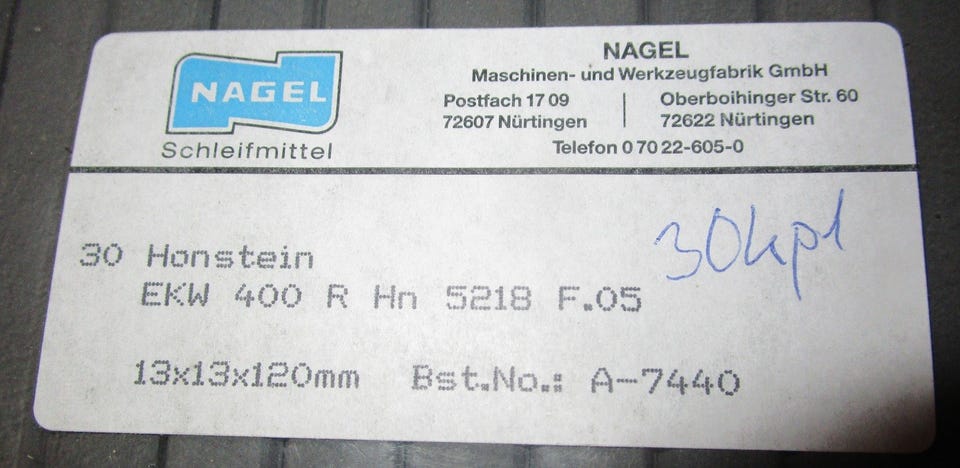 NAGEL
Schleifmittel
NAGEL
Maschinen- und Werkzeugfabrik GmbH
Postfach 17 09
72607 Nürtingen
Oberboihinger Str. 60
72622 Nürtingen
Telefon 0 70 22-605-0
30kpl
30 Honstein
EKW 400 R Hn 5218 F.05
13x13x120mm Bst.No.: A-7440